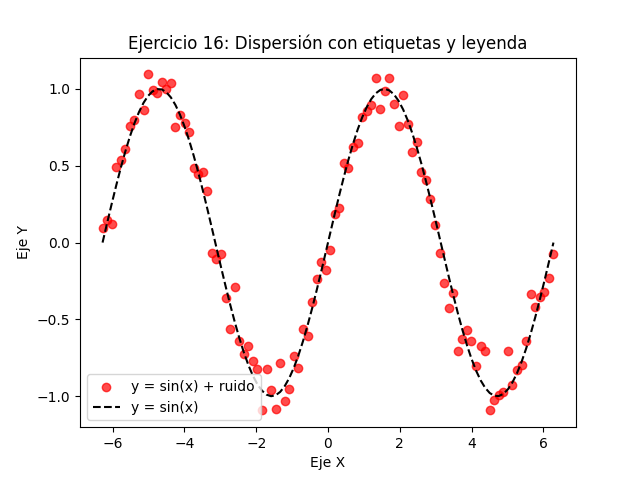 Ejercicio 16: Dispersión con etiquetas y leyenda
Eje Y
1.0
0.5
0.0
−0.5
−1.0
y = sin(x) + ruido
y = sin(x)
−6 −4 −2 0 2 4 6
Eje X